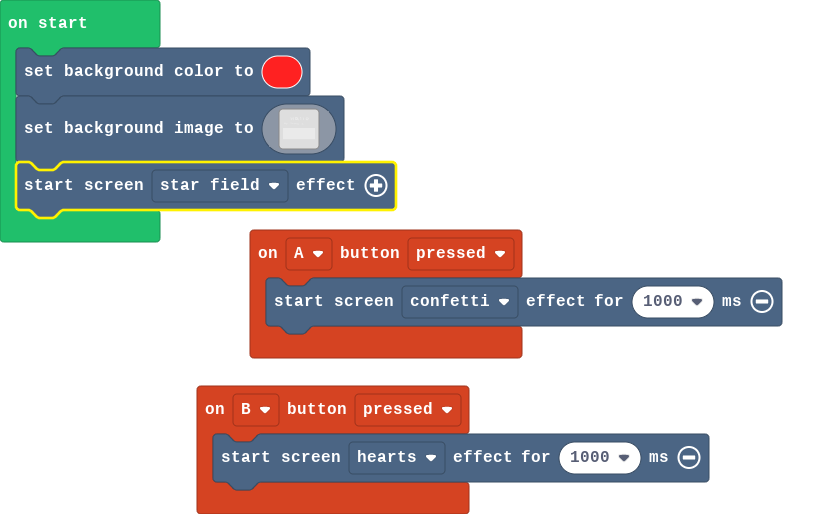 on start
set background color to
set background image to
start screen star field effect
on A button pressed
start screen confetti effect for 1000 ms
on B button pressed
start screen hearts effect for 1000 ms